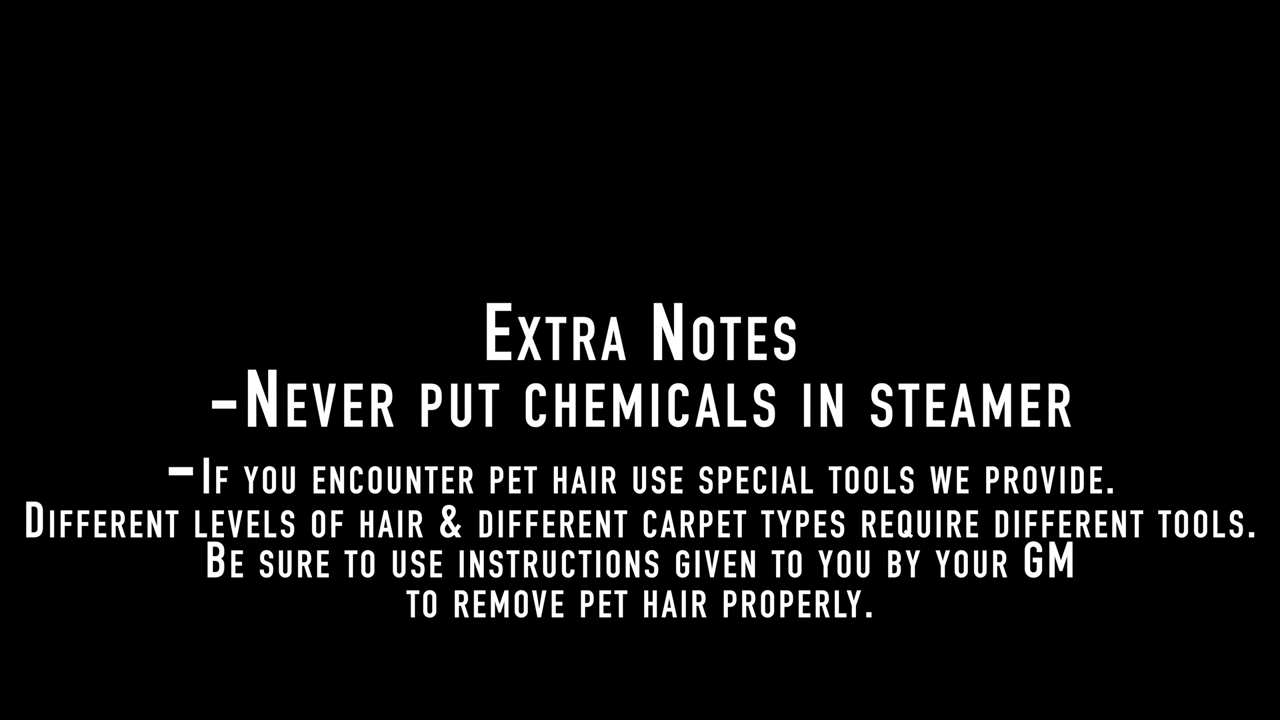 Extra Notes
-Never put chemicals in steamer
-If you encounter pet hair use special tools we provide.
Different levels of hair & different carpet types require different tools.
Be sure to use instructions given to you by your GM
to remove pet hair properly.